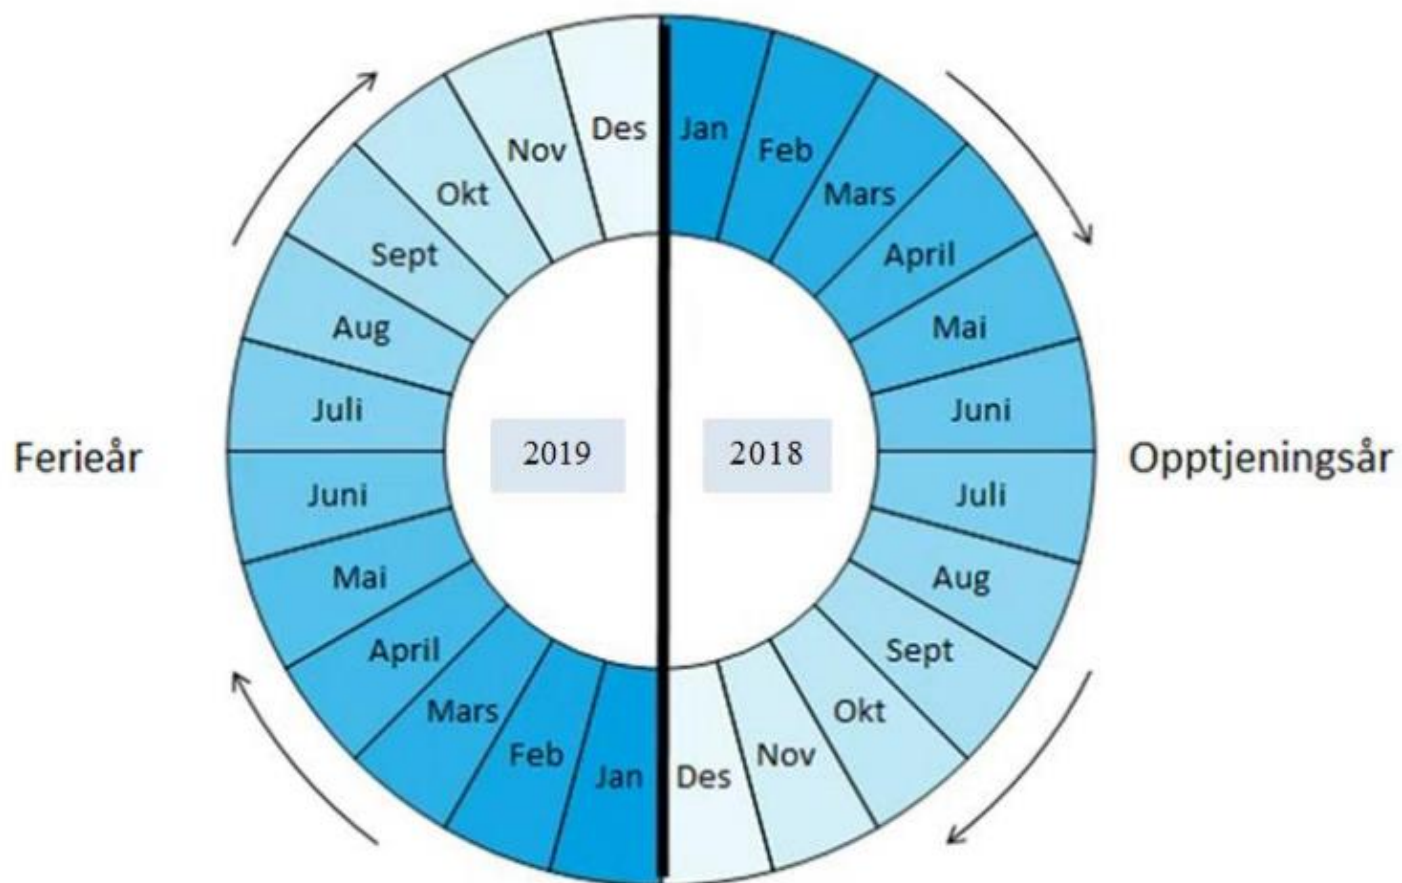 Des
Jan
Nov
Feb
Okt
Mars
Sept
April
Aug
Mai
Juli
Juni
Ferieår
2019
2018
Opptjeningsår
Juni
Juli
Mai
Aug
April
Sept
Mars
Okt
Feb
Nov
Jan
Des